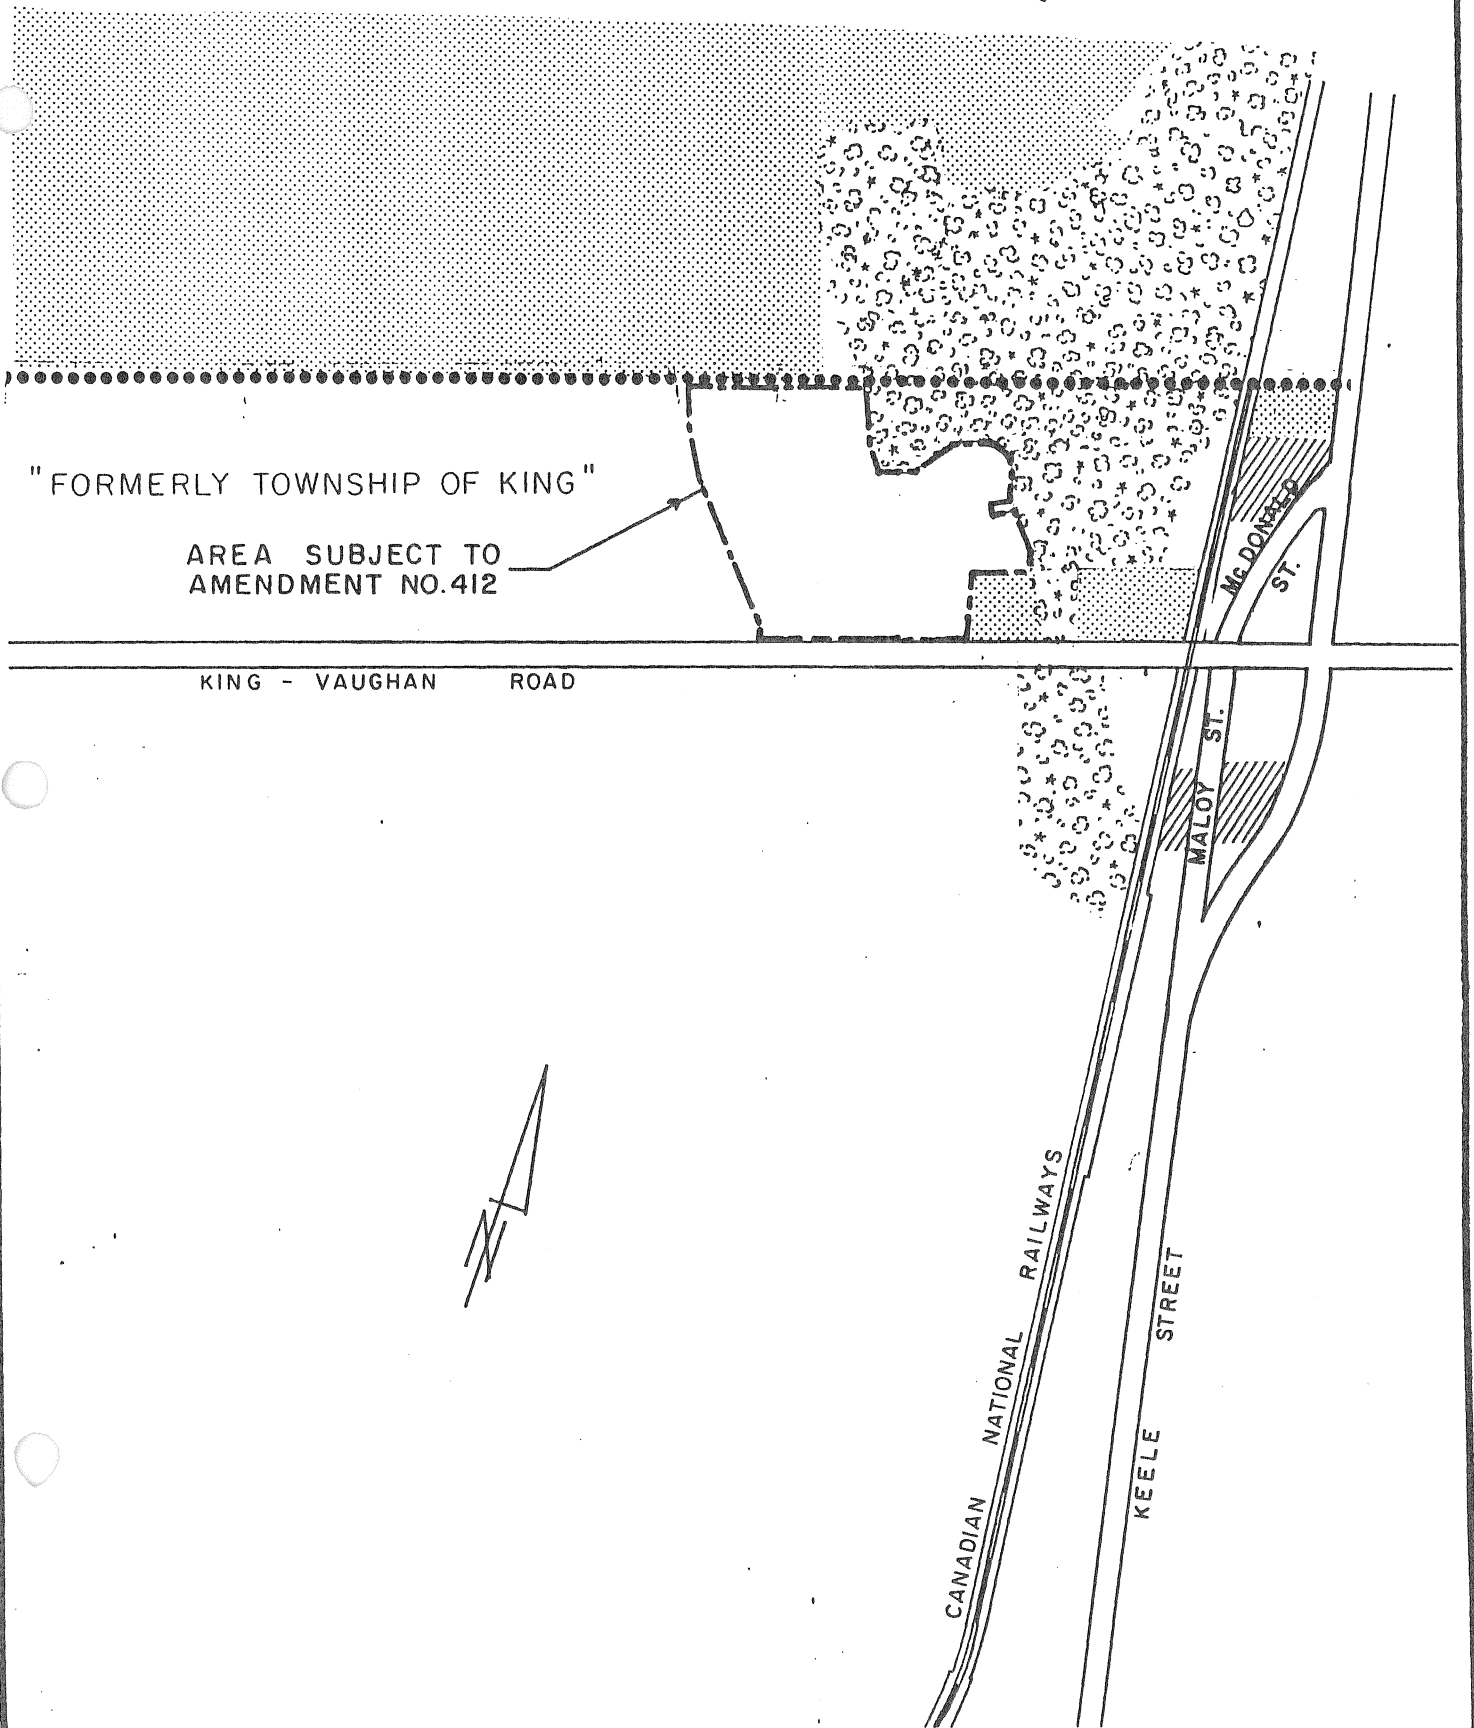 "FORMERLY TOWNSHIP OF KING"
AREA SUBJECT TO
AMENDMENT NO.412
McDONALD
ST.
KING - VAUGHAN ROAD
MALOY ST.
CANADIAN NATIONAL RAILWAYS
KEELE STREET
N